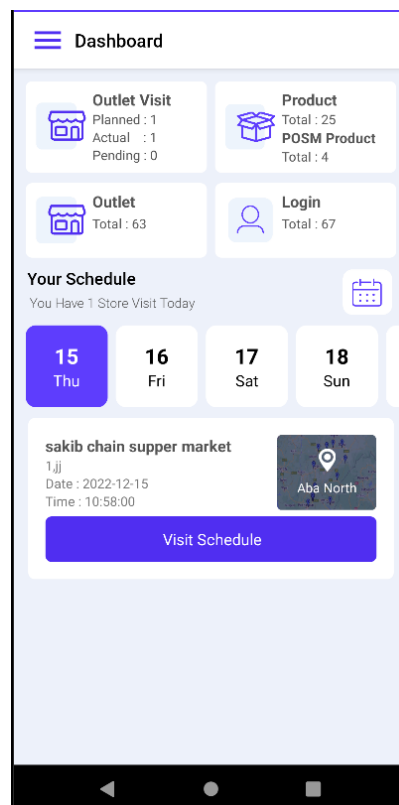 Dashboard
Outlet Visit
Planned : 1
Actual : 1
Pending : 0
Product
Total : 25
POSM Product
Total : 4
Outlet
Total : 63
Login
Total : 67
Your Schedule
You Have 1 Store Visit Today
15
Thu
16
Fri
17
Sat
18
Sun
sakib chain supper market
1,jj
Date : 2022-12-15
Time : 10:58:00
Aba North
Visit Schedule